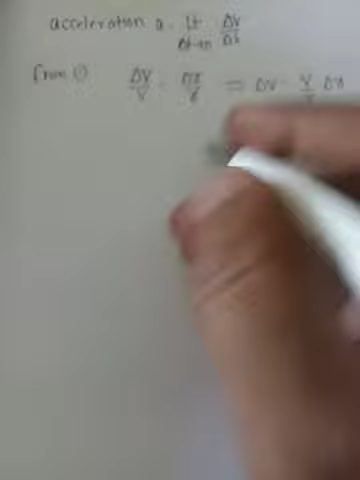 acceleration a = Lt Δt→0 Δv/Δt
from ① Δv/v = Δr/r ⇒ Δv = v/r Δr